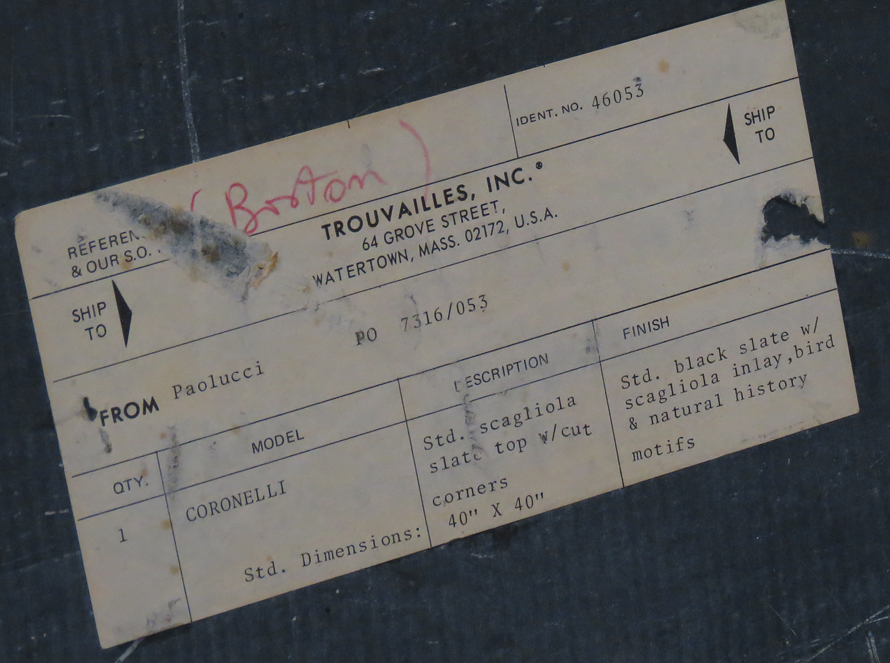 IDENT. NO. 46053
(Boston)
REFEREN
& OUR S.O.
TROUVAILLES, INC.®
64 GROVE STREET,
WATERTOWN, MASS. 02172, U.S.A.
SHIP
TO
SHIP
TO
PO 7316/053
FROM Paolucci
QTY.
MODEL
DESCRIPTION
FINISH
1
CORONELLI
Std. scagliola
slate top w/cut
corners
Std. Dimensions: 40" X 40"
Std. black slate w/
scagliola inlay,bird
& natural history
motifs